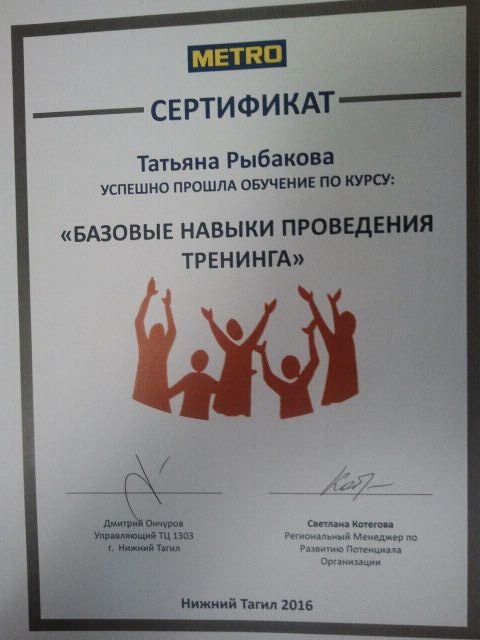 METRO
СЕРТИФИКАТ
Татьяна Рыбакова
УСПЕШНО ПРОШЛА ОБУЧЕНИЕ ПО КУРСУ:
«БАЗОВЫЕ НАВЫКИ ПРОВЕДЕНИЯ
ТРЕНИНГА»
Дмитрий Ончуров
Управляющий ТЦ 1303
г. Нижний Тагил
Светлана Котегова
Региональный Менеджер по
Развитию Потенциала
Организации
Нижний Тагил 2016